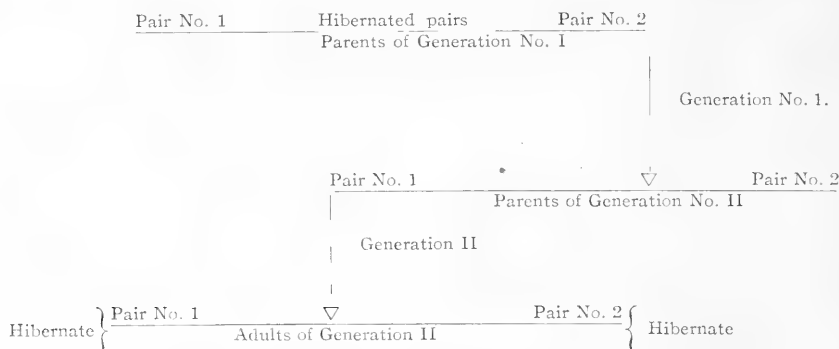 Pair No. 1 Hibernated pairs Pair No. 2
Parents of Generation No. I
Generation No. 1.
Pair No. 1 Pair No. 2
Parents of Generation No. II
Generation II
Hibernate { Pair No. 1 Pair No. 2 { Hibernate
Adults of Generation II